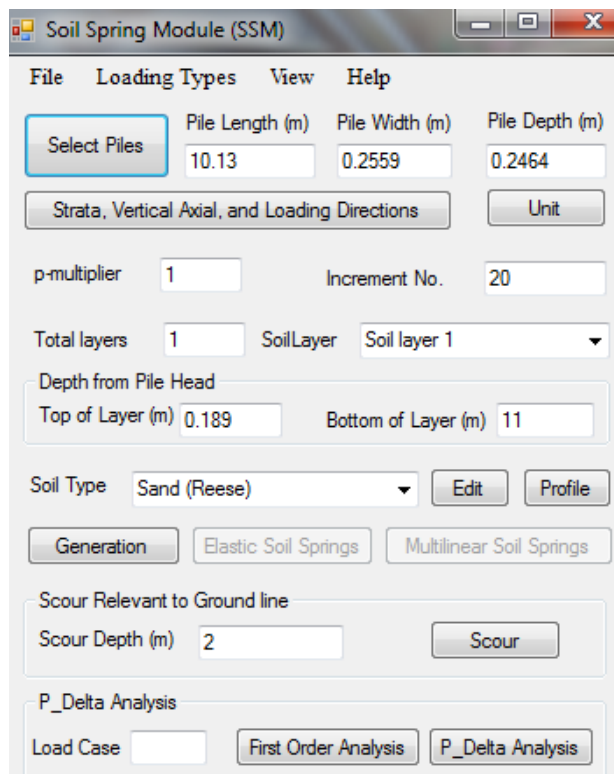 Soil Spring Module (SSM)
File Loading Types View Help
Select Piles
Pile Length (m) Pile Width (m) Pile Depth (m)
10.13 0.2559 0.2464
Strata, Vertical Axial, and Loading Directions Unit
p-multiplier 1 Increment No. 20
Total layers 1 SoilLayer Soil layer 1
Depth from Pile Head
Top of Layer (m) 0.189 Bottom of Layer (m) 11
Soil Type Sand (Reese) Edit Profile
Generation Elastic Soil Springs Multilinear Soil Springs
Scour Relevant to Ground line
Scour Depth (m) 2 Scour
P_Delta Analysis
Load Case First Order Analysis P_Delta Analysis